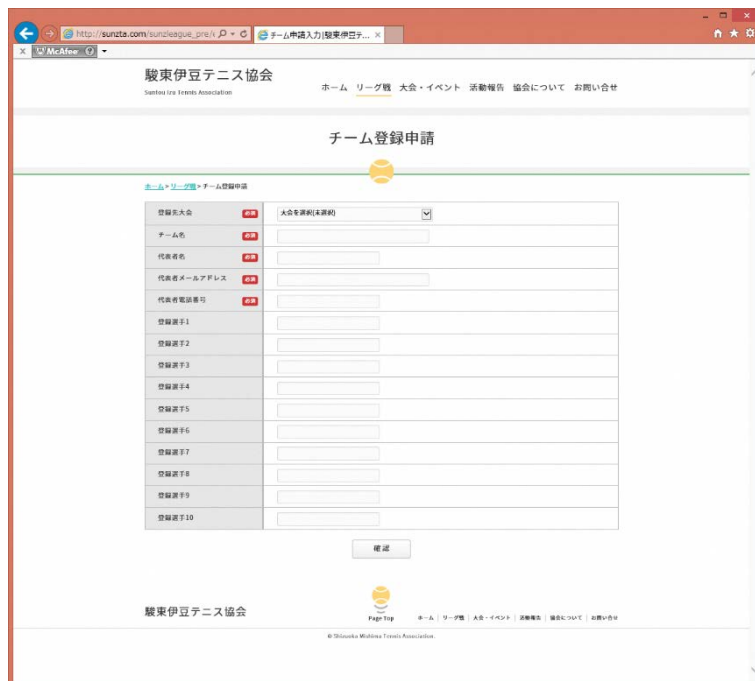 http://sunzta.com/sunzleague_pre/
チーム申請入力|駿東伊豆テ...
McAfee
駿東伊豆テニス協会
Suntou Izu Tennis Association
ホーム リーグ戦 大会・イベント 活動報告 協会について お問い合せ
チーム登録申請
ホーム > リーグ戦 > チーム登録申請
登録先大会 必須 大会を選択(未選択)
チーム名 必須
代表者名 必須
代表者メールアドレス 必須
代表者電話番号 必須
登録選手1
登録選手2
登録選手3
登録選手4
登録選手5
登録選手6
登録選手7
登録選手8
登録選手9
登録選手10
確認
駿東伊豆テニス協会
Page Top
ホーム | リーグ戦 | 大会・イベント | 活動報告 | 協会について | お問い合せ
© Shizuoka Mishima Tennis Association.